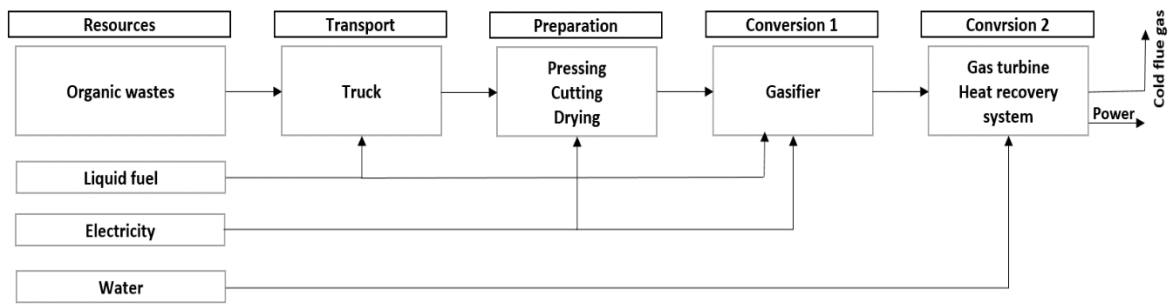 Resources
Transport
Preparation
Conversion 1
Convrsion 2
Organic wastes
Truck
Pressing
Cutting
Drying
Gasifier
Gas turbine
Heat recovery
system
Cold flue gas
Power
Liquid fuel
Electricity
Water